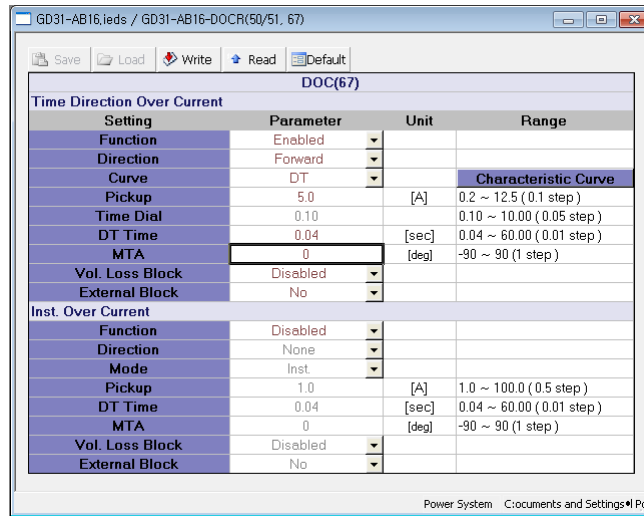 GD31-AB16,ieds / GD31-AB16-DOCR(50/51, 67)
Save Load Write Read Default
DOC(67)
Time Direction Over Current
Setting Parameter Unit Range
Function Enabled
Direction Forward
Curve DT Characteristic Curve
Pickup 5.0 [A] 0.2 ~ 12.5 ( 0.1 step )
Time Dial 0.10 0.10 ~ 10.00 ( 0.05 step )
DT Time 0.04 [sec] 0.04 ~ 60.00 ( 0.01 step )
MTA 0 [deg] -90 ~ 90 (1 step )
Vol. Loss Block Disabled
External Block No
Inst. Over Current
Function Disabled
Direction None
Mode Inst.
Pickup 1.0 [A] 1.0 ~ 100.0 ( 0.5 step )
DT Time 0.04 [sec] 0.04 ~ 60.00 ( 0.01 step )
MTA 0 [deg] -90 ~ 90 (1 step )
Vol. Loss Block Disabled
External Block No
Power System C:ocuments and Settings